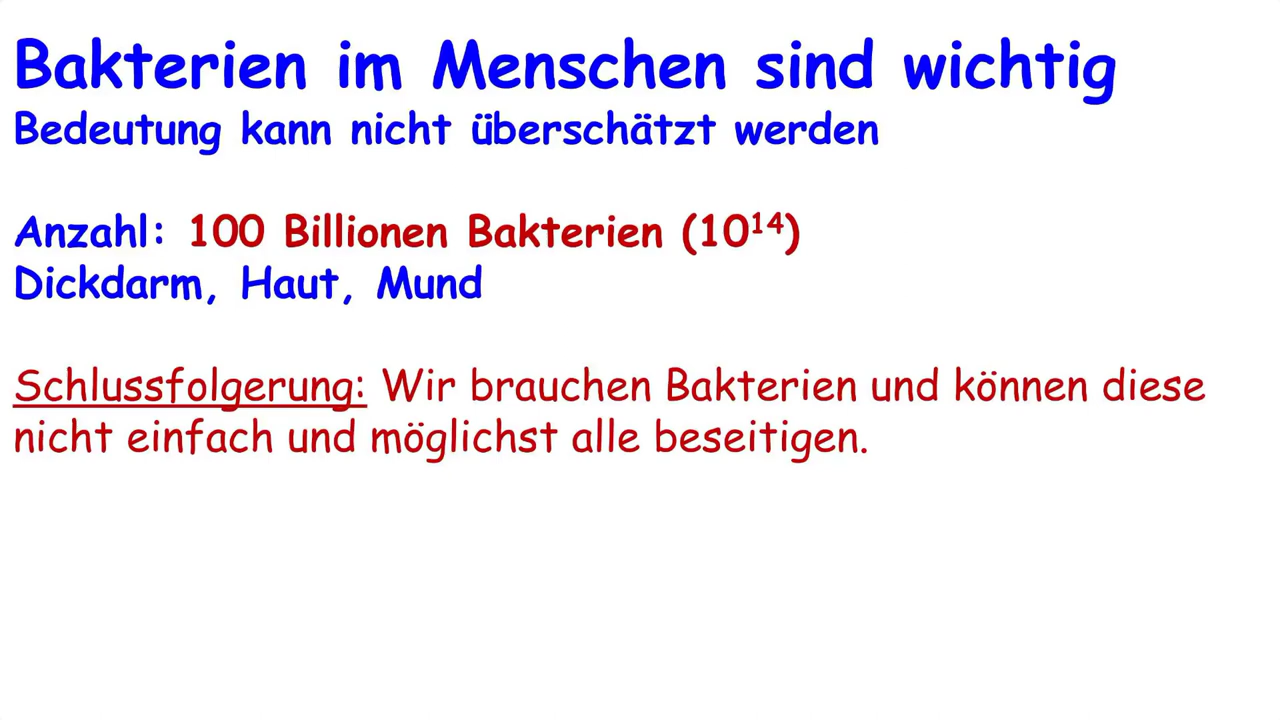 Bakterien im Menschen sind wichtig
Bedeutung kann nicht überschätzt werden
Anzahl: 100 Billionen Bakterien (10¹⁴)
Dickdarm, Haut, Mund
Schlussfolgerung: Wir brauchen Bakterien und können diese
nicht einfach und möglichst alle beseitigen.